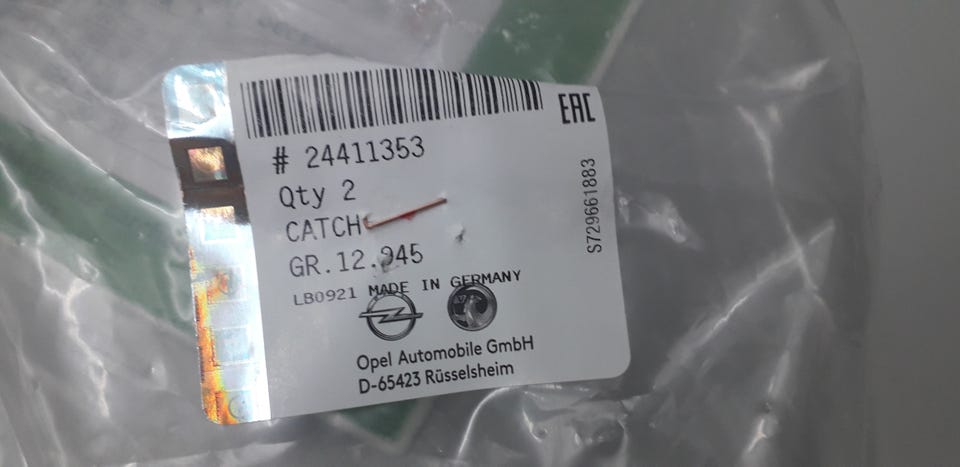 EAC
# 24411353
Qty 2
CATCH
GR.12.945
LB0921 MADE IN GERMANY
Opel Automobile GmbH
D-65423 Rüsselsheim
S729661883